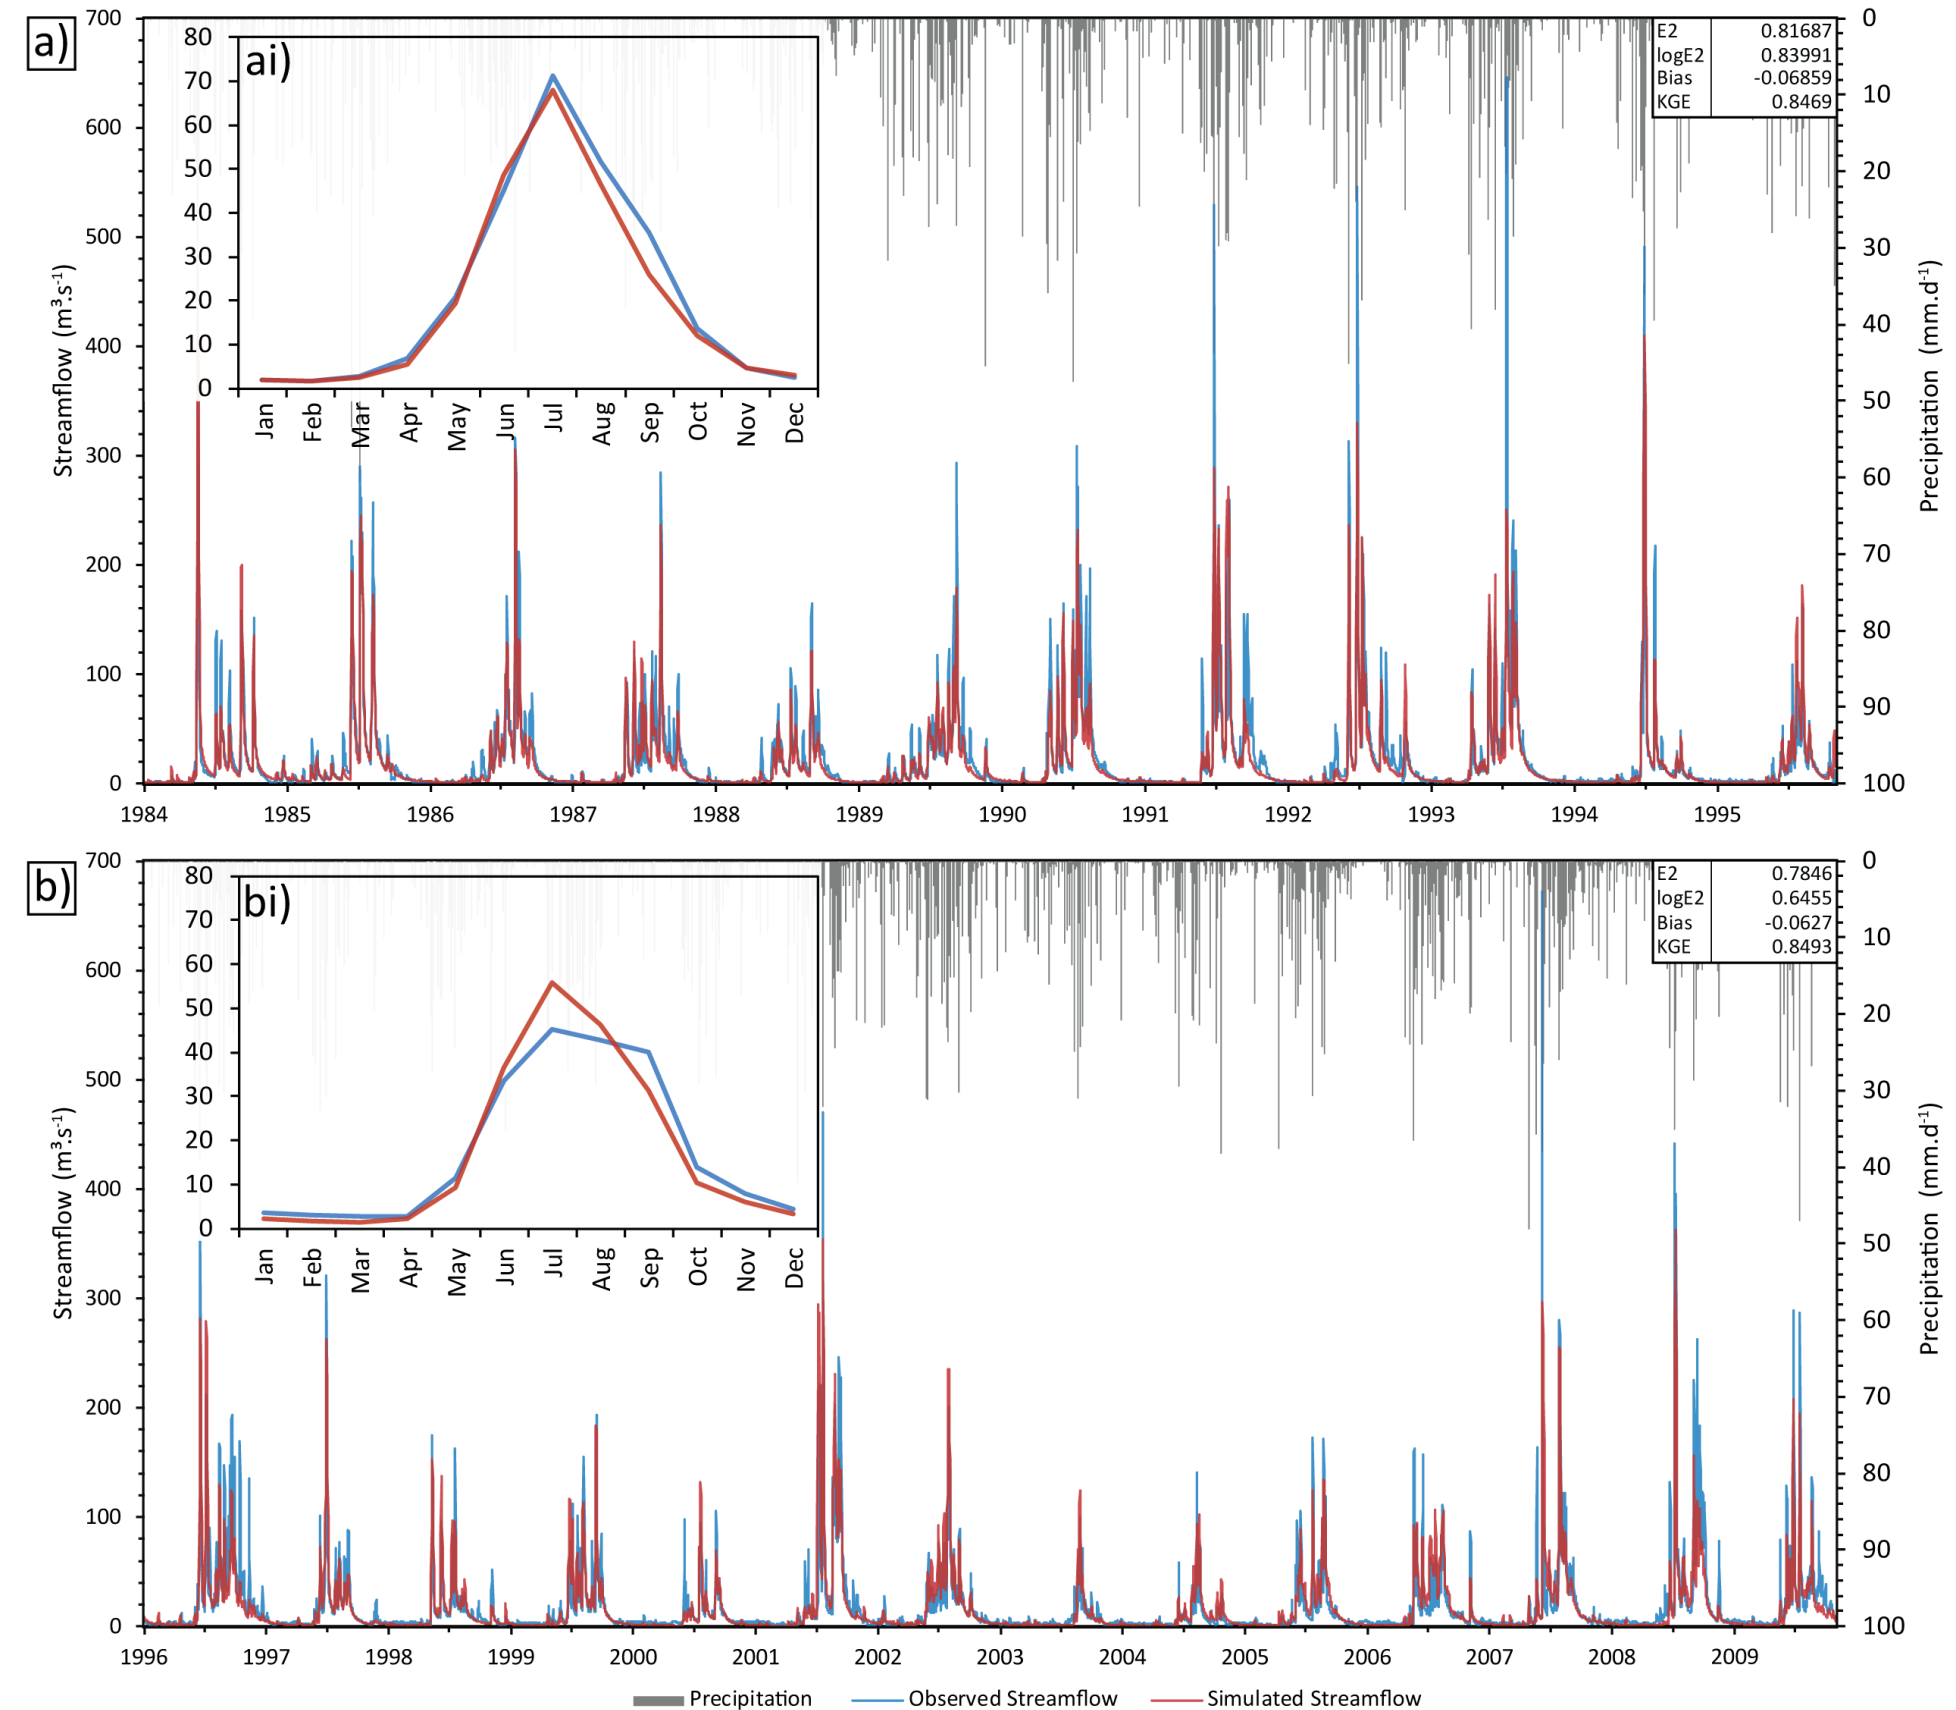 a)
700
600
500
400
300
200
100
0
Streamflow (m³.s⁻¹)
ai)
80
70
60
50
40
30
20
10
0
Jan Feb Mar Apr May Jun Jul Aug Sep Oct Nov Dec
E2 0.81687
logE2 0.83991
Bias -0.06859
KGE 0.8469
0
10
20
30
40
50
60
70
80
90
100
Precipitation (mm.d⁻¹)
1984 1985 1986 1987 1988 1989 1990 1991 1992 1993 1994 1995
b)
700
600
500
400
300
200
100
0
Streamflow (m³.s⁻¹)
bi)
80
70
60
50
40
30
20
10
0
Jan Feb Mar Apr May Jun Jul Aug Sep Oct Nov Dec
E2 0.7846
logE2 0.6455
Bias -0.0627
KGE 0.8493
0
10
20
30
40
50
60
70
80
90
100
Precipitation (mm.d⁻¹)
1996 1997 1998 1999 2000 2001 2002 2003 2004 2005 2006 2007 2008 2009
Precipitation Observed Streamflow Simulated Streamflow